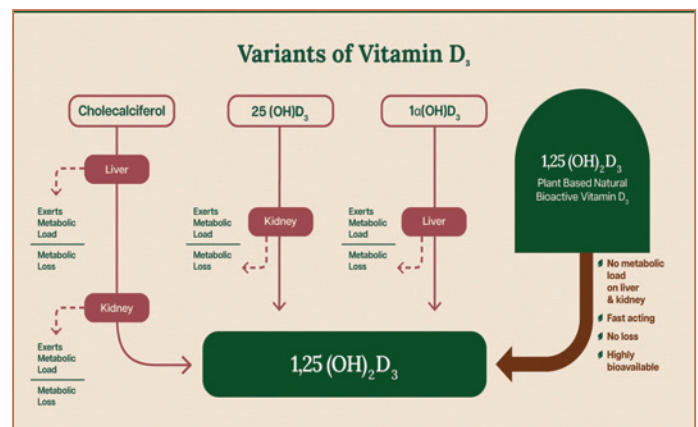 Variants of Vitamin D₃
Cholecalciferol
Liver
Exerts
Metabolic
Load
Metabolic
Loss
Kidney
Exerts
Metabolic
Load
Metabolic
Loss
25 (OH)D₃
Kidney
Exerts
Metabolic
Load
Metabolic
Loss
1α(OH)D₃
Liver
Exerts
Metabolic
Load
Metabolic
Loss
1,25 (OH)₂D₃
Plant Based Natural
Bioactive Vitamin D₃
No metabolic
load
on liver
& kidney
Fast acting
No loss
Highly
bioavailable
1,25 (OH)₂D₃